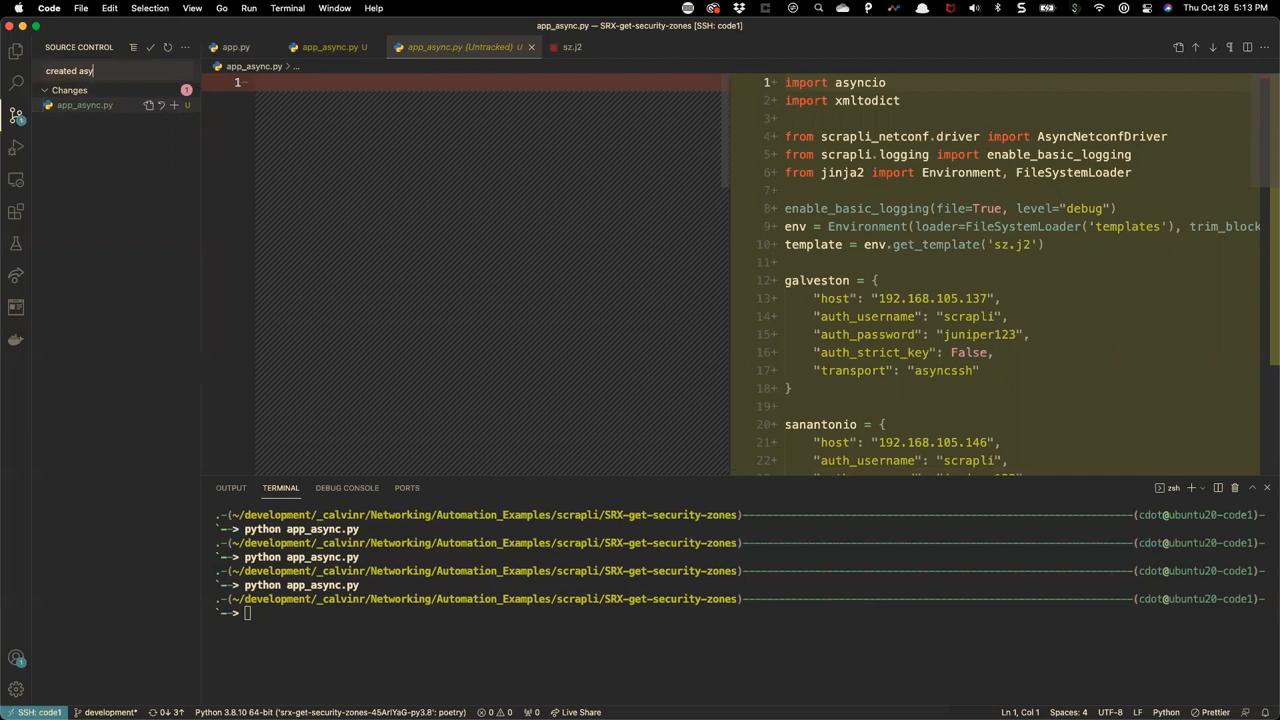 Code File Edit Selection View Go Run Terminal Window Help Thu Oct 28 5:13 PM
app_async.py — SRX-get-security-zones [SSH: code1]
SOURCE CONTROL
app.py app_async.py U app_async.py (Untracked) U sz.j2
app_async.py > ...
created asy
Changes 1
app_async.py U
1-
1+ import asyncio
2+ import xmltodict
3+
4+ from scrapli_netconf.driver import AsyncNetconfDriver
5+ from scrapli.logging import enable_basic_logging
6+ from jinja2 import Environment, FileSystemLoader
7+
8+ enable_basic_logging(file=True, level="debug")
9+ env = Environment(loader=FileSystemLoader('templates'), trim_block
10+ template = env.get_template('sz.j2')
11+
12+ galveston = {
13+ "host": "192.168.105.137",
14+ "auth_username": "scrapli",
15+ "auth_password": "juniper123",
16+ "auth_strict_key": False,
17+ "transport": "asyncssh"
18+ }
19+
20+ sanantonio = {
21+ "host": "192.168.105.146",
22+ "auth_username": "scrapli",
OUTPUT TERMINAL DEBUG CONSOLE PORTS zsh
.-(~/development/_calvinr/Networking/Automation_Examples/scrapli/SRX-get-security-zones)-(cdot@ubuntu20-code1)-
`--> python app_async.py
.-(~/development/_calvinr/Networking/Automation_Examples/scrapli/SRX-get-security-zones)-(cdot@ubuntu20-code1)-
`--> python app_async.py
.-(~/development/_calvinr/Networking/Automation_Examples/scrapli/SRX-get-security-zones)-(cdot@ubuntu20-code1)-
`--> python app_async.py
.-(~/development/_calvinr/Networking/Automation_Examples/scrapli/SRX-get-security-zones)-(cdot@ubuntu20-code1)-
`-->
SSH: code1 development* 0↓ 3↑ Python 3.8.10 64-bit ('srx-get-security-zones-45ArlYaG-py3.8': poetry) 0 0 0 Live Share Ln 1, Col 1 Spaces: 4 UTF-8 LF Python Prettier